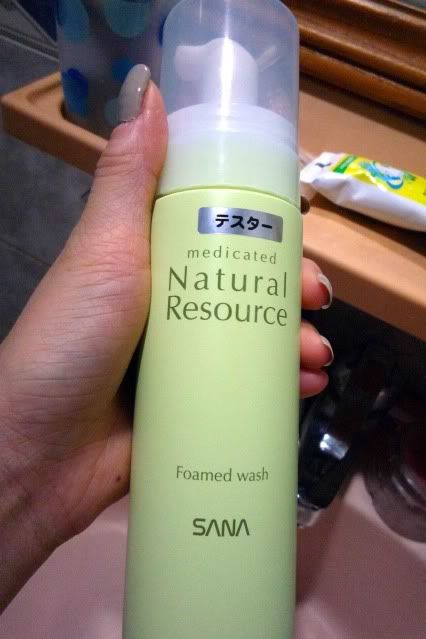 テスター
medicated
Natural
Resource
Foamed wash
SANA